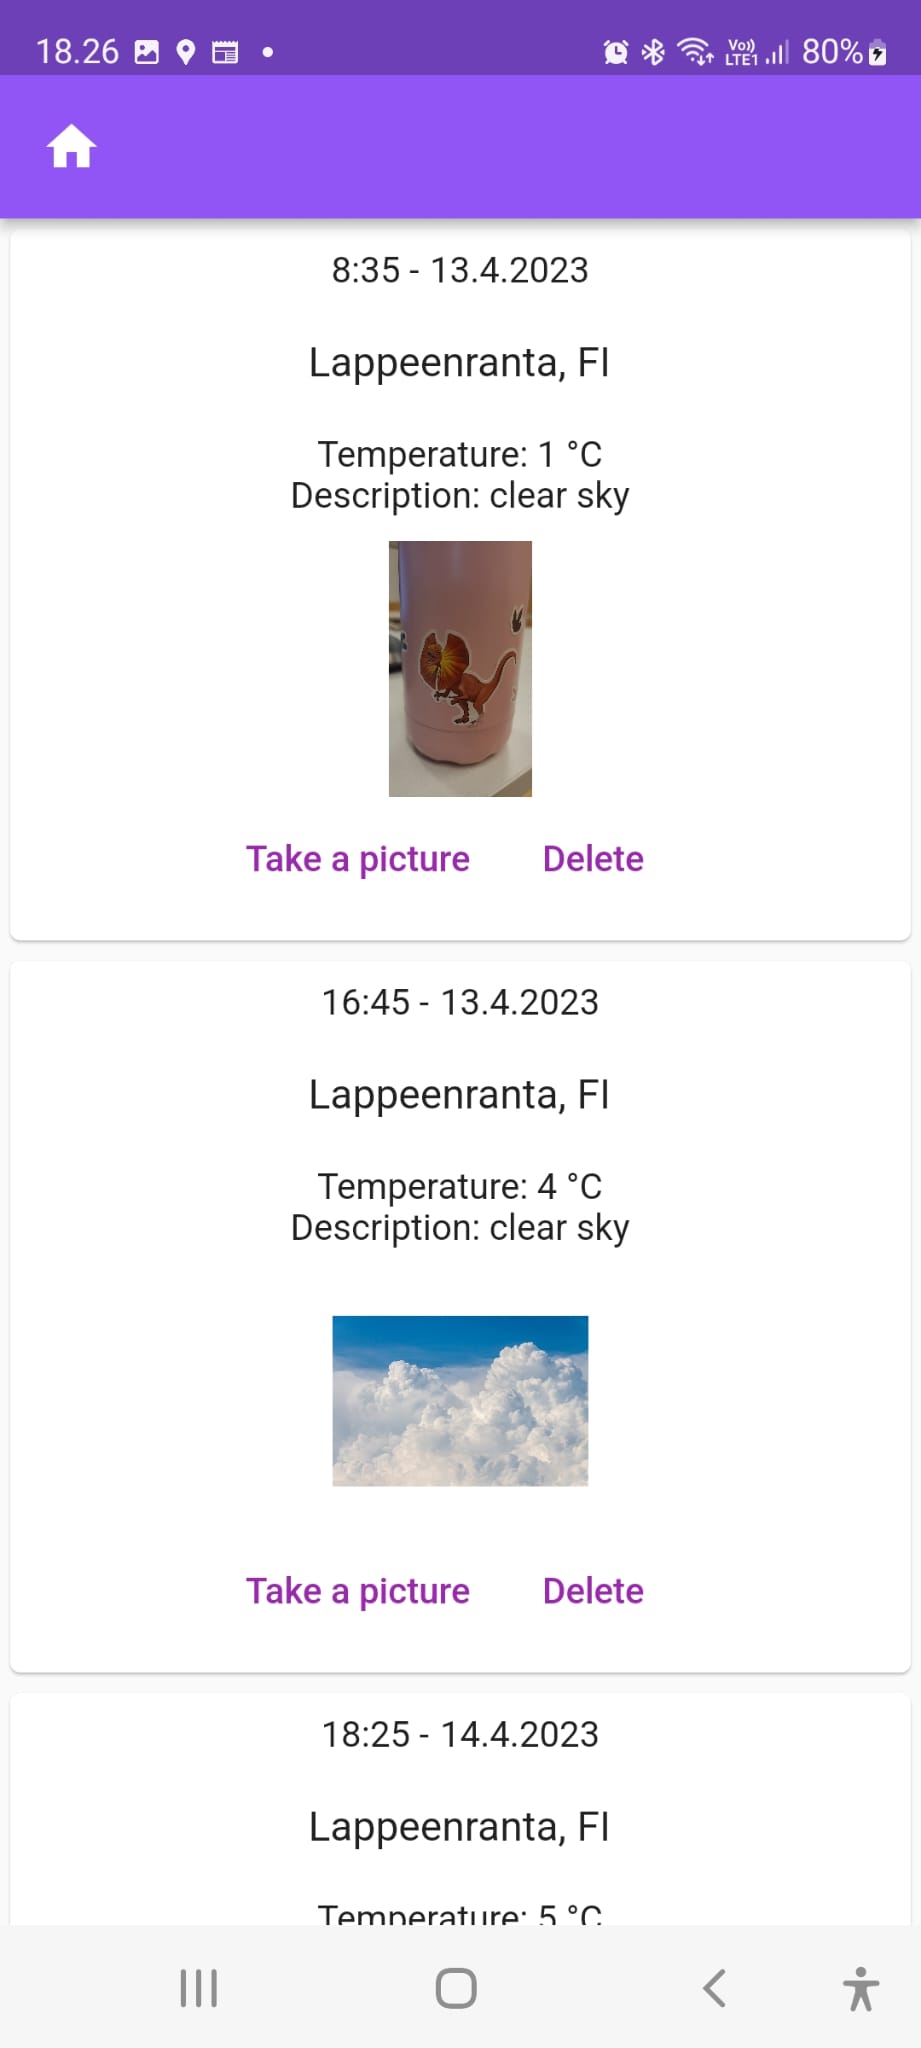 18.26
Vo))
LTE1
80%
8:35 - 13.4.2023
Lappeenranta, FI
Temperature: 1 °C
Description: clear sky
Take a picture Delete
16:45 - 13.4.2023
Lappeenranta, FI
Temperature: 4 °C
Description: clear sky
Take a picture Delete
18:25 - 14.4.2023
Lappeenranta, FI
Temperature: 5 °C